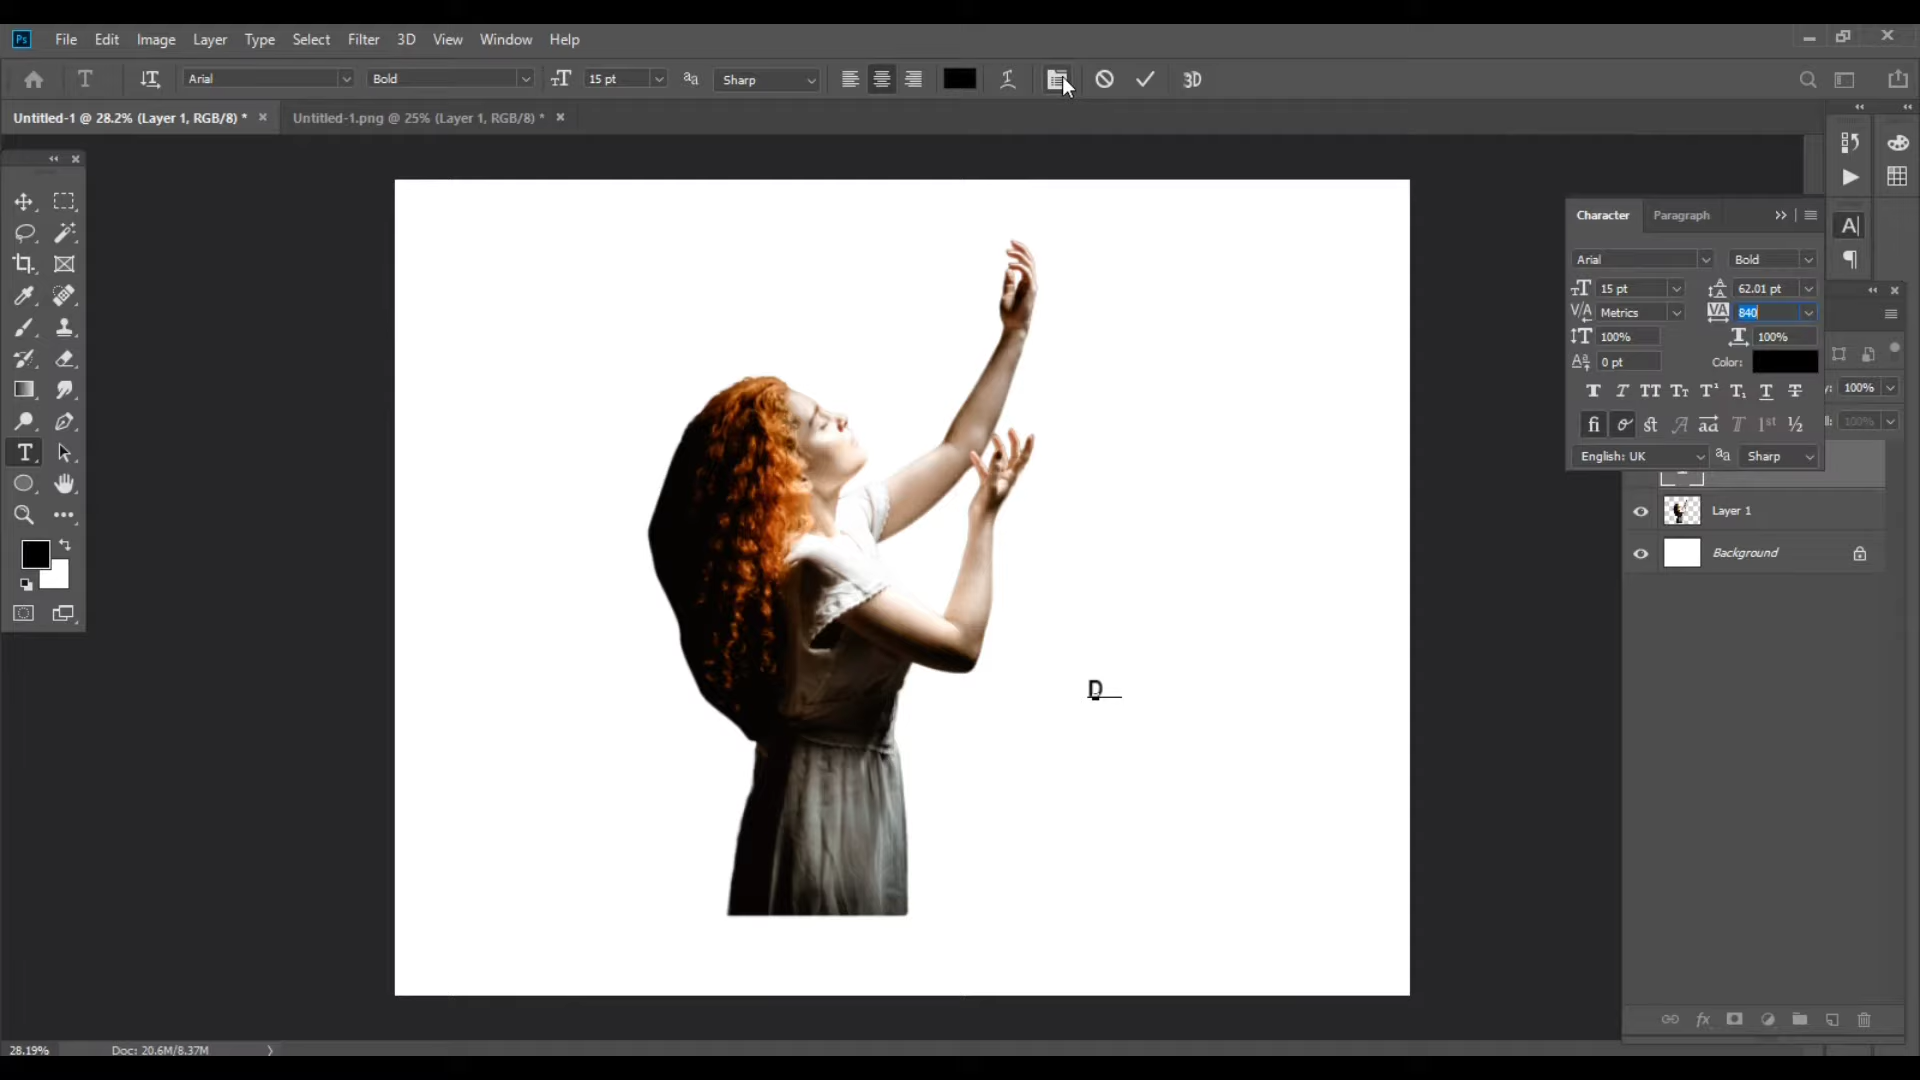 Ps File Edit Image Layer Type Select Filter 3D View Window Help
T Arial Bold 15 pt Sharp 3D
Untitled-1 @ 28.2% (Layer 1, RGB/8) * × Untitled-1.png @ 25% (Layer 1, RGB/8) * ×
Character Paragraph
Arial Bold
15 pt 62.01 pt
Metrics 840
100% 100%
0 pt Color:
100%
100%
English: UK Sharp
Layer 1
Background
D
28.19% Doc: 20.6M/8.37M